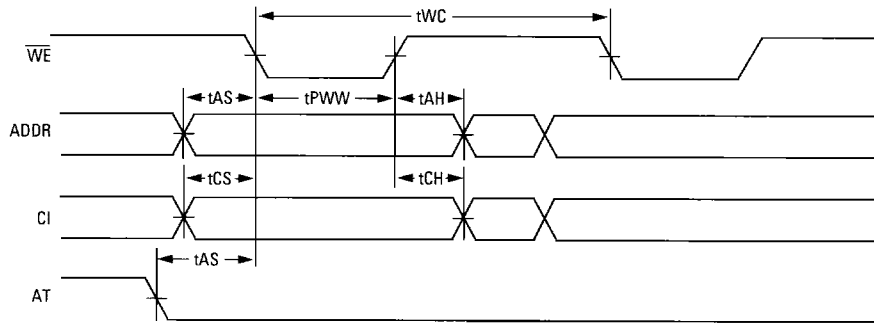 tWC
WE
tAS tPWW tAH
ADDR
tCS tCH
CI
tAS
AT